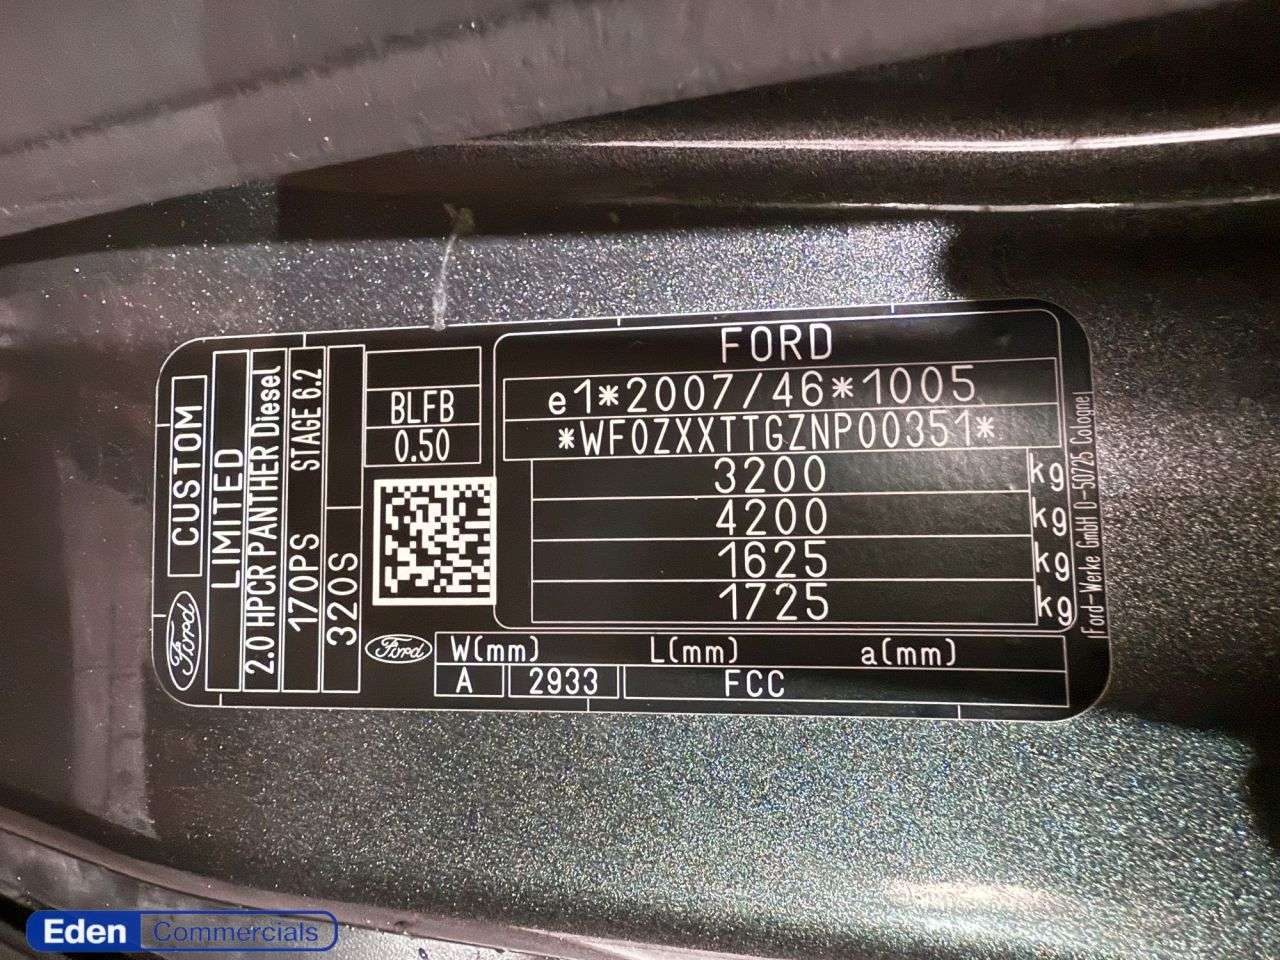 FORD
e1*2007/46*1005
*WF0ZXXTTGZNP00351*
3200 kg
4200 kg
1625 kg
1725 kg
Ford-Werke GmbH D-50725 Cologne
Ford CUSTOM
LIMITED
2.0 HPCR PANTHER Diesel
170PS STAGE 6.2
320S
BLFB
0.50
Ford
W(mm) L(mm) a(mm)
A 2933 FCC
Eden Commercials